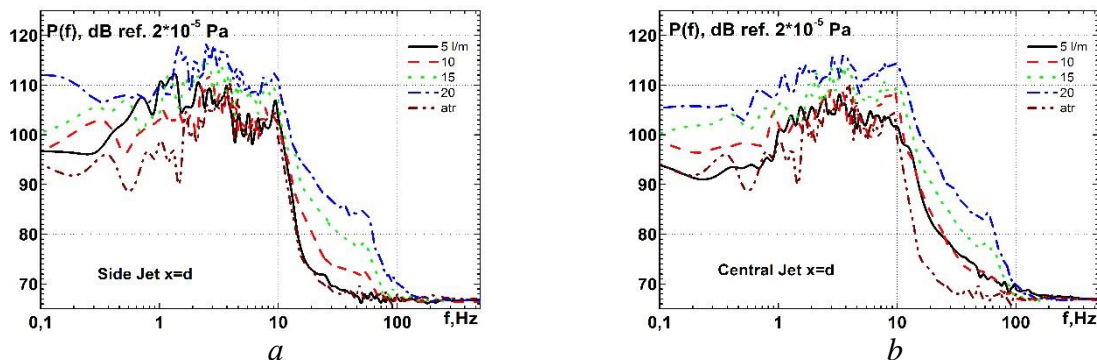 P(f), dB ref. 2*10⁻⁵ Pa
120
110
100
90
80
70
5 l/m
10
15
20
atr
Side Jet x=d
0,1
1
10
100
f,Hz
a
P(f), dB ref. 2*10⁻⁵ Pa
120
110
100
90
80
70
5 l/m
10
15
20
atr
Central Jet x=d
0,1
1
10
100
f,Hz
b